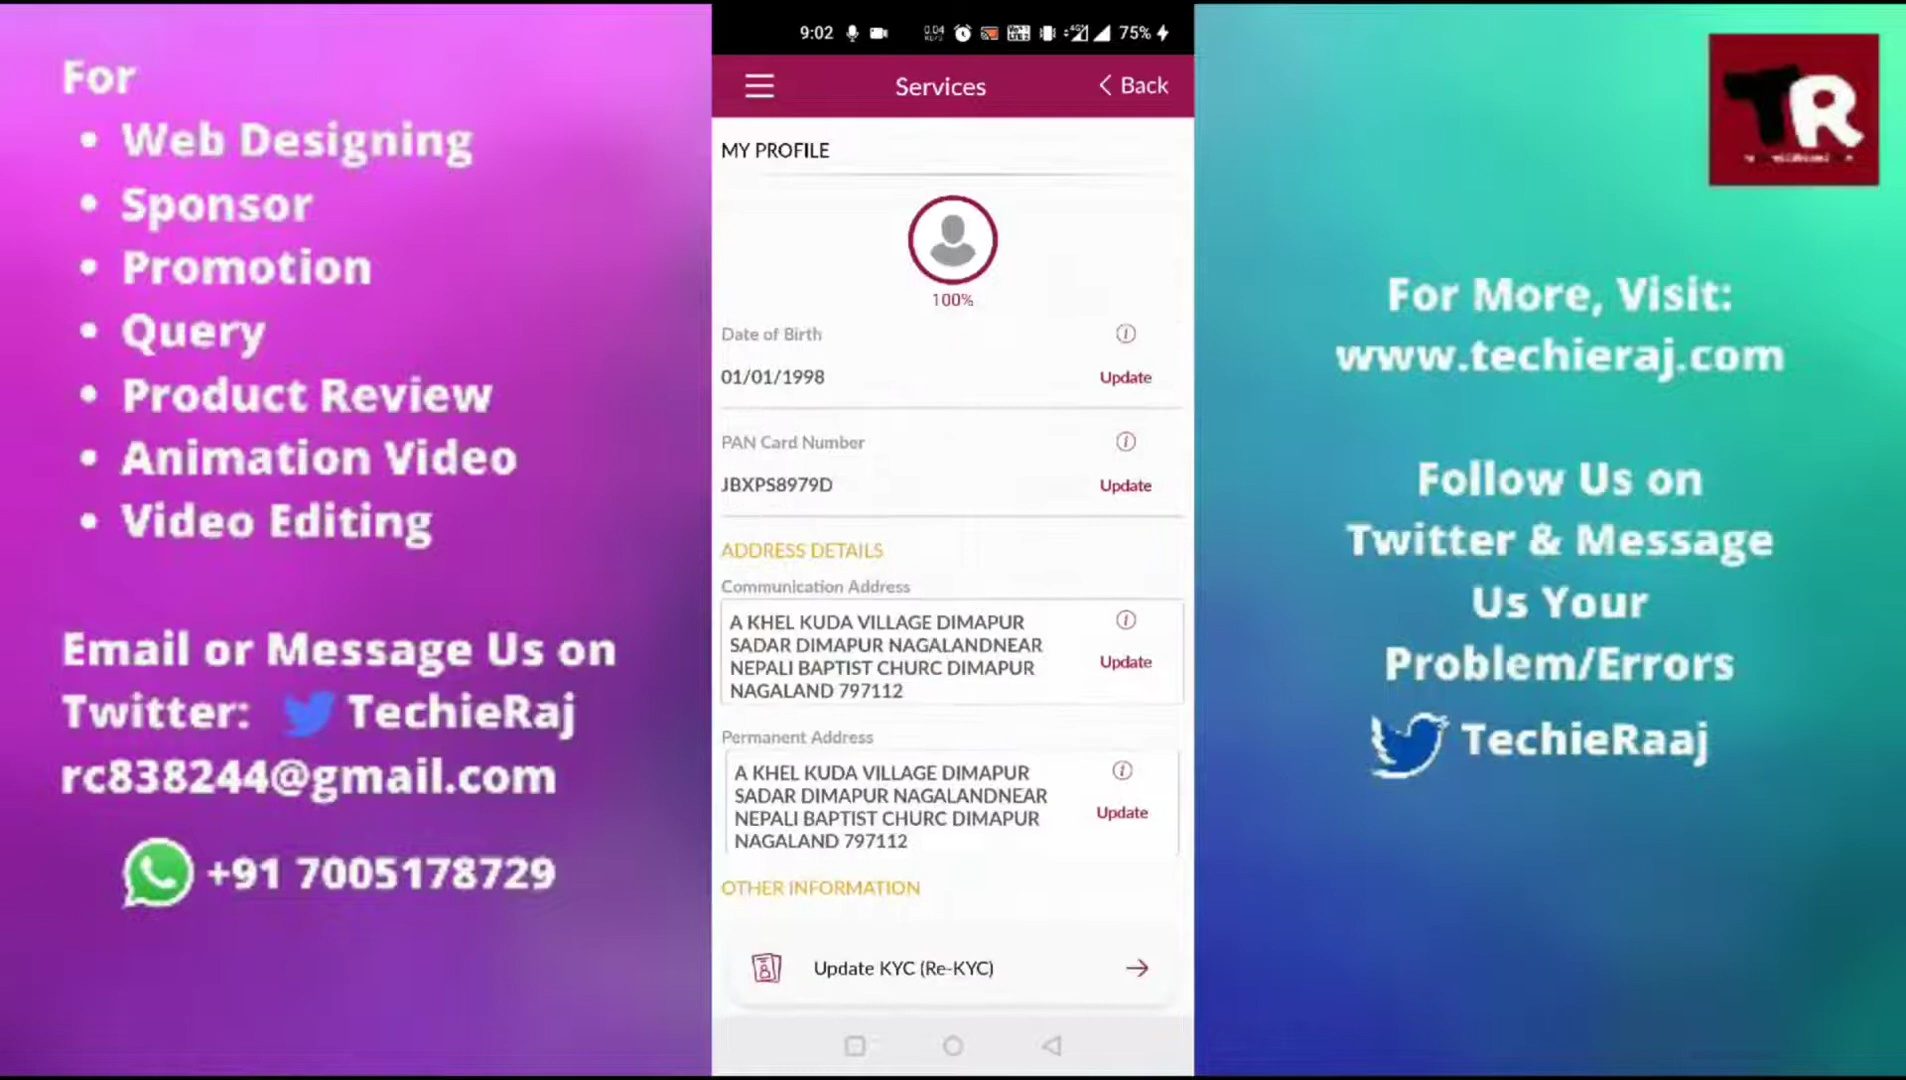 For
• Web Designing
• Sponsor
• Promotion
• Query
• Product Review
• Animation Video
• Video Editing
Email or Message Us on
Twitter: TechieRaj
rc838244@gmail.com
+91 7005178729
9:02
0.04
75%
Services
Back
MY PROFILE
100%
Date of Birth
01/01/1998
Update
PAN Card Number
JBXPS8979D
Update
ADDRESS DETAILS
Communication Address
A KHEL KUDA VILLAGE DIMAPUR
SADAR DIMAPUR NAGALANDNEAR
NEPALI BAPTIST CHURC DIMAPUR
NAGALAND 797112
Update
Permanent Address
A KHEL KUDA VILLAGE DIMAPUR
SADAR DIMAPUR NAGALANDNEAR
NEPALI BAPTIST CHURC DIMAPUR
NAGALAND 797112
Update
OTHER INFORMATION
Update KYC (Re-KYC)
TR
For More, Visit:
www.techieraj.com
Follow Us on
Twitter & Message
Us Your
Problem/Errors
TechieRaaj